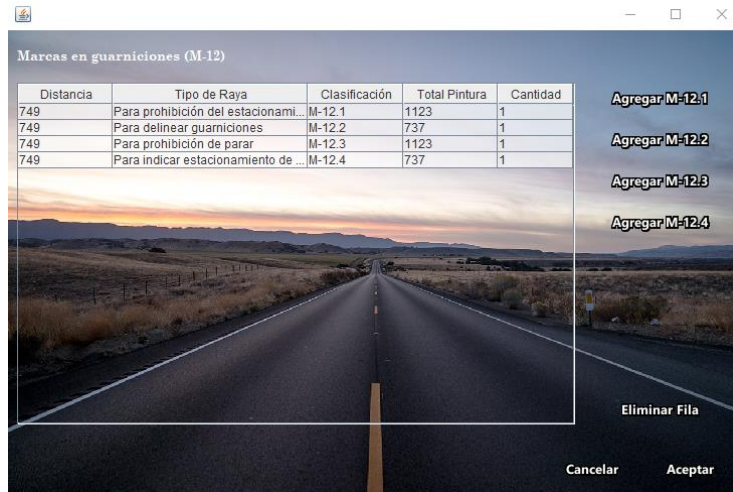 Marcas en guarniciones (M-12)
Distancia Tipo de Raya Clasificación Total Pintura Cantidad
749 Para prohibición del estacionami... M-12.1 1123 1
749 Para delinear guarniciones M-12.2 737 1
749 Para prohibición de parar M-12.3 1123 1
749 Para indicar estacionamiento de ... M-12.4 737 1
Agregar M-12.1
Agregar M-12.2
Agregar M-12.3
Agregar M-12.4
Eliminar Fila
Cancelar Aceptar